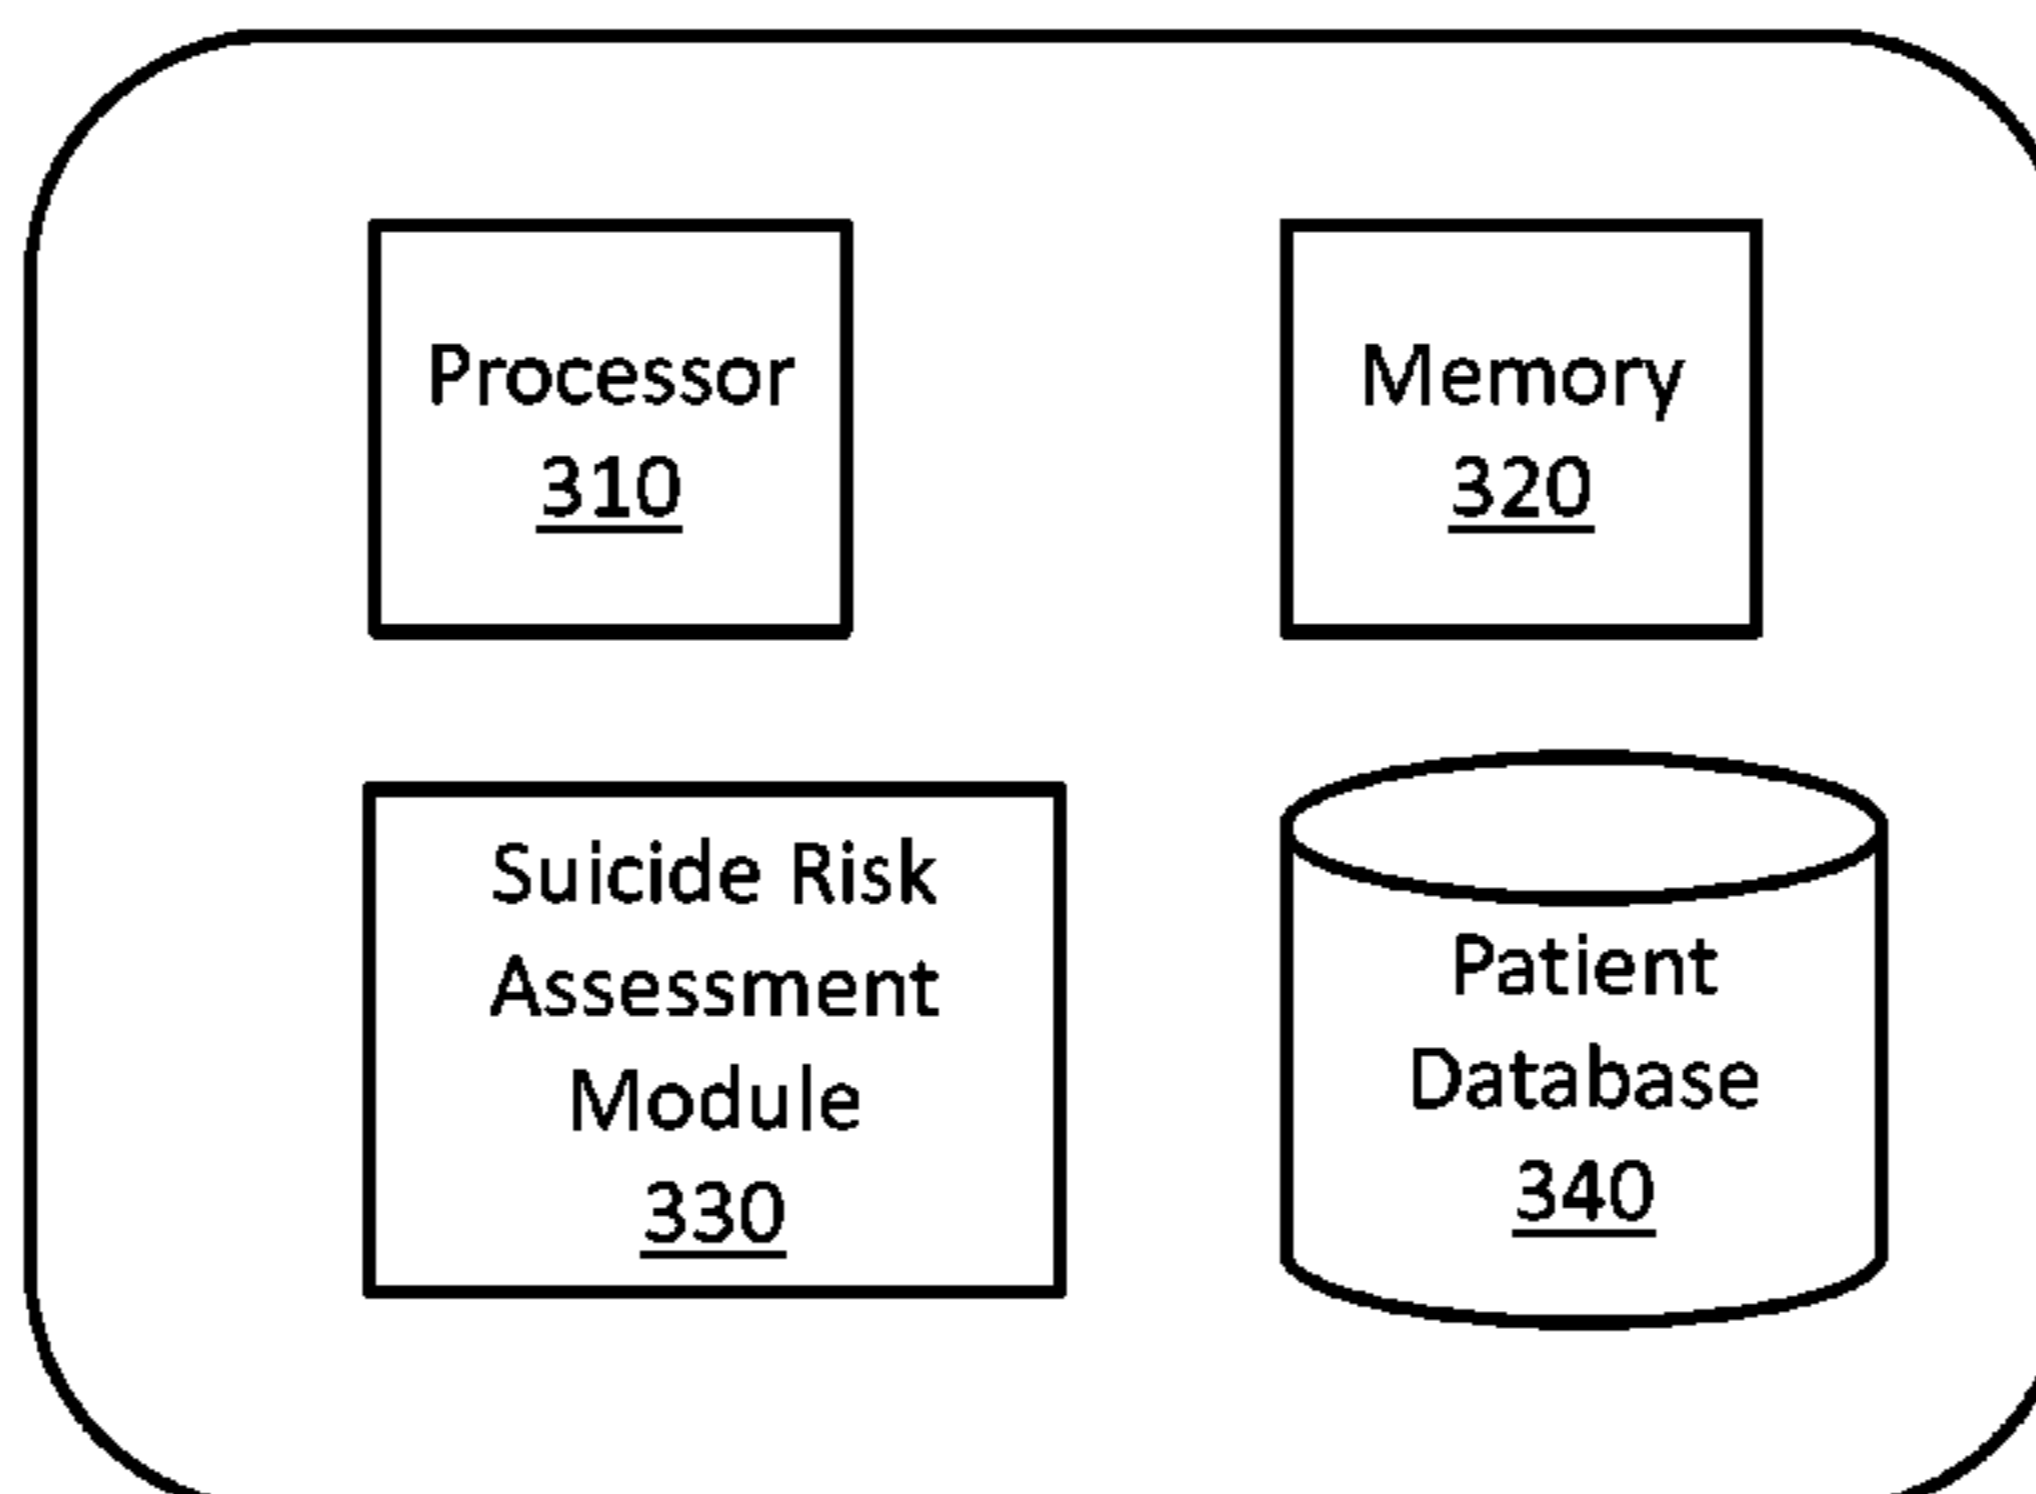 Processor
310
Memory
320
Suicide Risk
Assessment
Module
330
Patient
Database
340